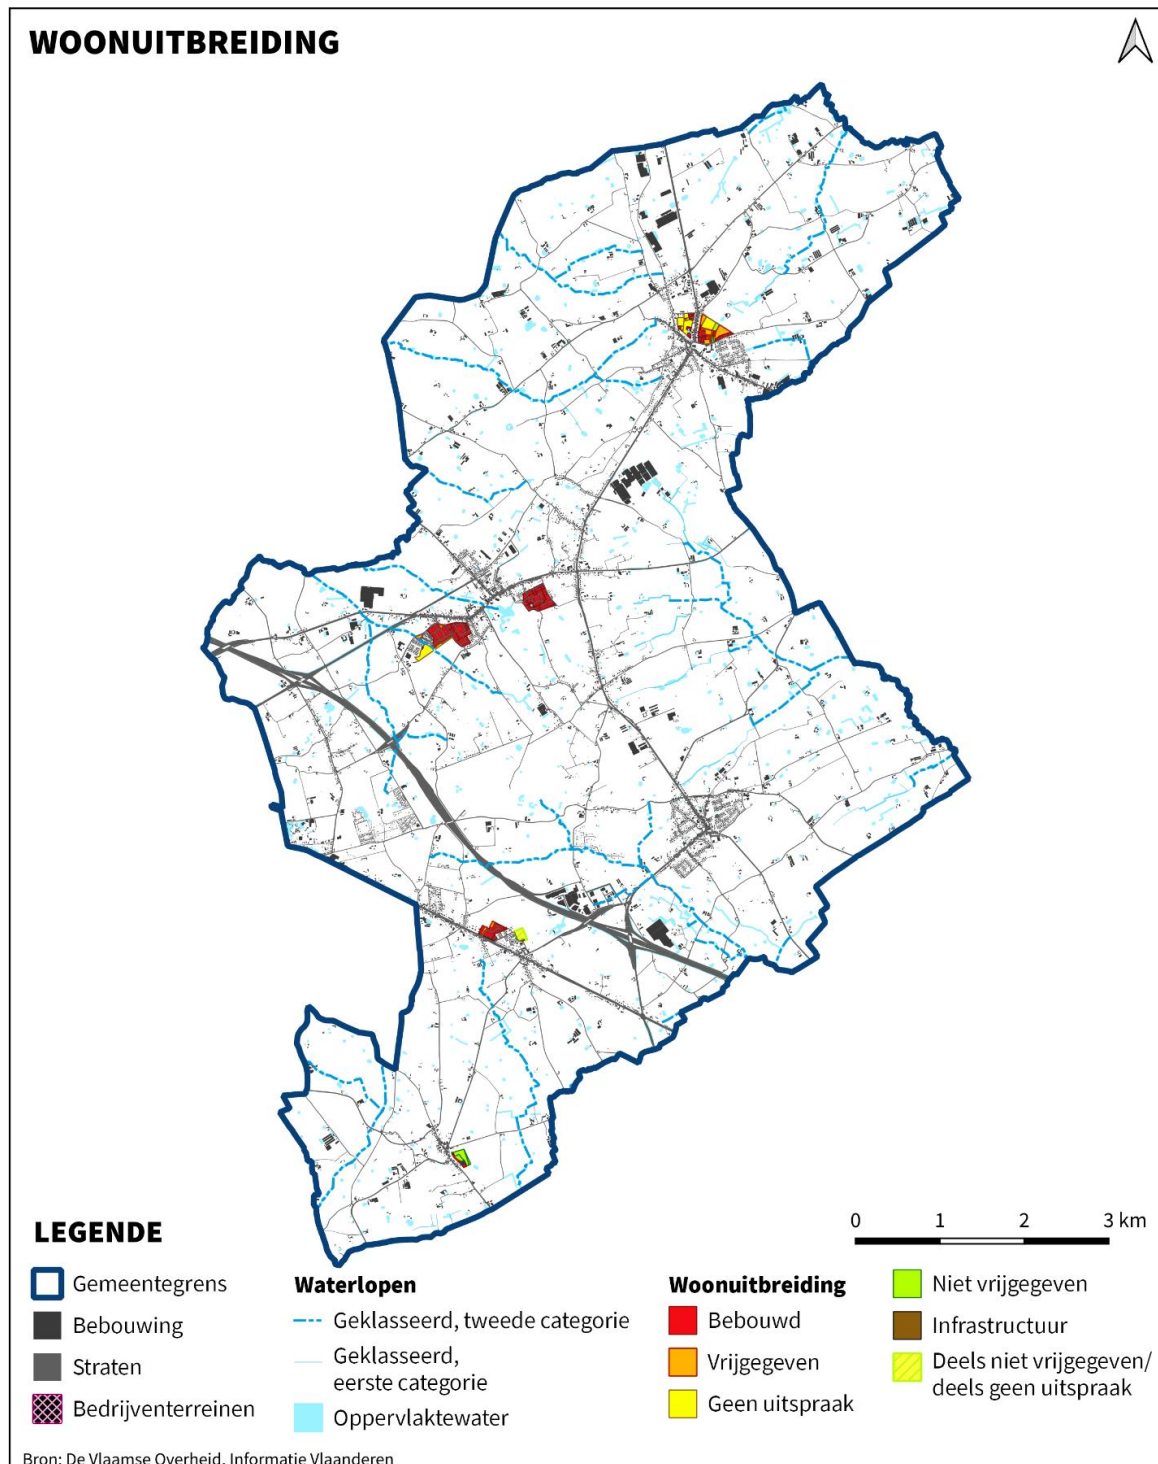 WOONUITBREIDING
0 1 2 3 km
LEGENDE
Gemeentegrens
Bebouwing
Straten
Bedrijventerreinen
Waterlopen
Geklasseerd, tweede categorie
Geklasseerd,
eerste categorie
Oppervlaktewater
Woonuitbreiding
Bebouwd
Vrijgegeven
Geen uitspraak
Niet vrijgegeven
Infrastructuur
Deels niet vrijgegeven/
deels geen uitspraak
Bron: De Vlaamse Overheid, Informatie Vlaanderen